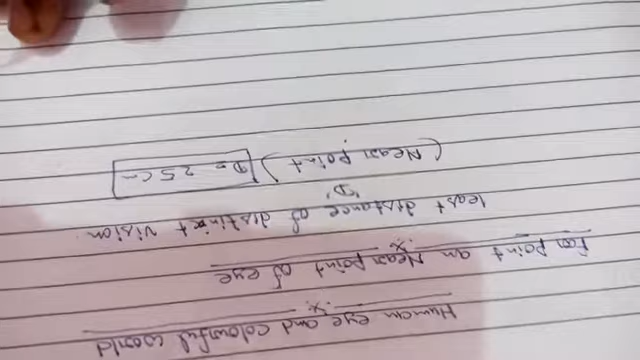 Human eye and colourful world
Far point an Near point of eye
least distance of distinct vision
'D'
(Near point) D = 25 cm